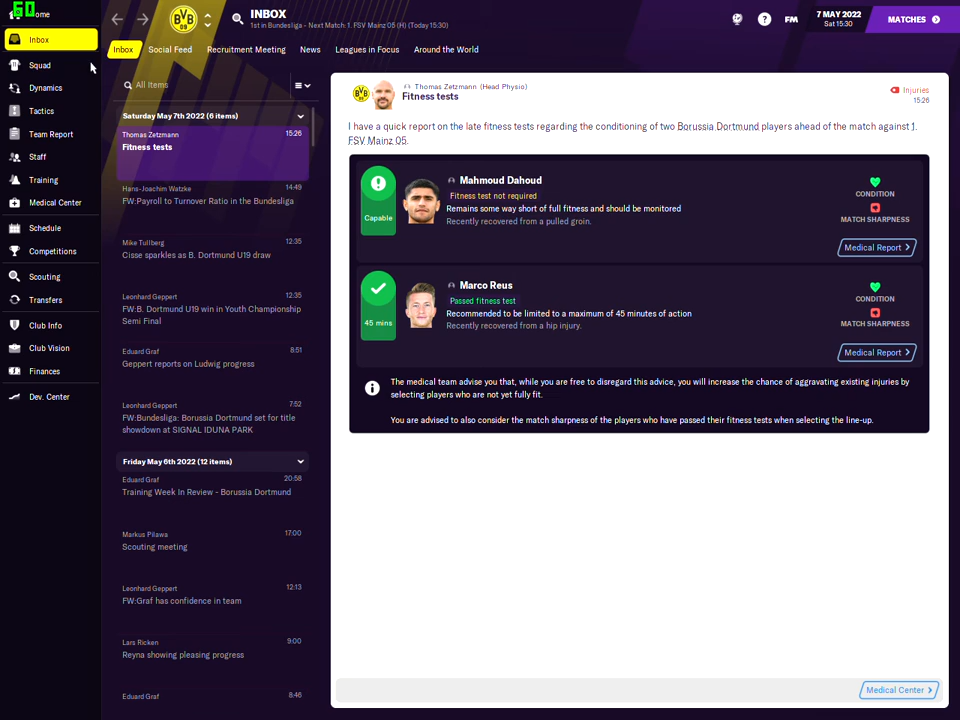 60
ome
INBOX
1st in Bundesliga - Next Match 1. FSV Mainz 05 (H) (Today 15:30)
7 MAY 2022
Sat 15:30
FM
MATCHES
Inbox
Squad
Dynamics
Tactics
Team Report
Staff
Training
Medical Center
Schedule
Competitions
Scouting
Transfers
Club Info
Club Vision
Finances
Dev. Center
Inbox
Social Feed
Recruitment Meeting
News
Leagues in Focus
Around the World
All Items
Saturday May 7th 2022 (6 items)
Thomas Zetzmann 15:26
Fitness tests
Hans-Joachim Watzke 14:49
FW:Payroll to Turnover Ratio in the Bundesliga
Mike Tullberg 12:35
Cisse sparkles as B. Dortmund U19 draw
Leonhard Geppert 12:35
FW:B. Dortmund U19 win in Youth Championship
Semi Final
Eduard Graf 8:51
Geppert reports on Ludwig progress
Leonhard Geppert 7:52
FW:Bundesliga: Borussia Dortmund set for title
showdown at SIGNAL IDUNA PARK
Friday May 6th 2022 (12 items)
Eduard Graf 20:58
Training Week In Review - Borussia Dortmund
Markus Pilawa 17:00
Scouting meeting
Leonhard Geppert 12:13
FW:Graf has confidence in team
Lars Ricken 9:00
Reyna showing pleasing progress
Eduard Graf 8:46
BVB
09
Thomas Zetzmann (Head Physio)
Fitness tests
Injuries
15:26
I have a quick report on the late fitness tests regarding the conditioning of two Borussia Dortmund players ahead of the match against 1.
FSV Mainz 05.
Capable
Mahmoud Dahoud
Fitness test not required
Remains some way short of full fitness and should be monitored
Recently recovered from a pulled groin.
CONDITION
MATCH SHARPNESS
Medical Report
45 mins
Marco Reus
Passed fitness test
Recommended to be limited to a maximum of 45 minutes of action
Recently recovered from a hip injury.
CONDITION
MATCH SHARPNESS
Medical Report
The medical team advise you that, while you are free to disregard this advice, you will increase the chance of aggravating existing injuries by
selecting players who are not yet fully fit.
You are advised to also consider the match sharpness of the players who have passed their fitness tests when selecting the line-up.
Medical Center